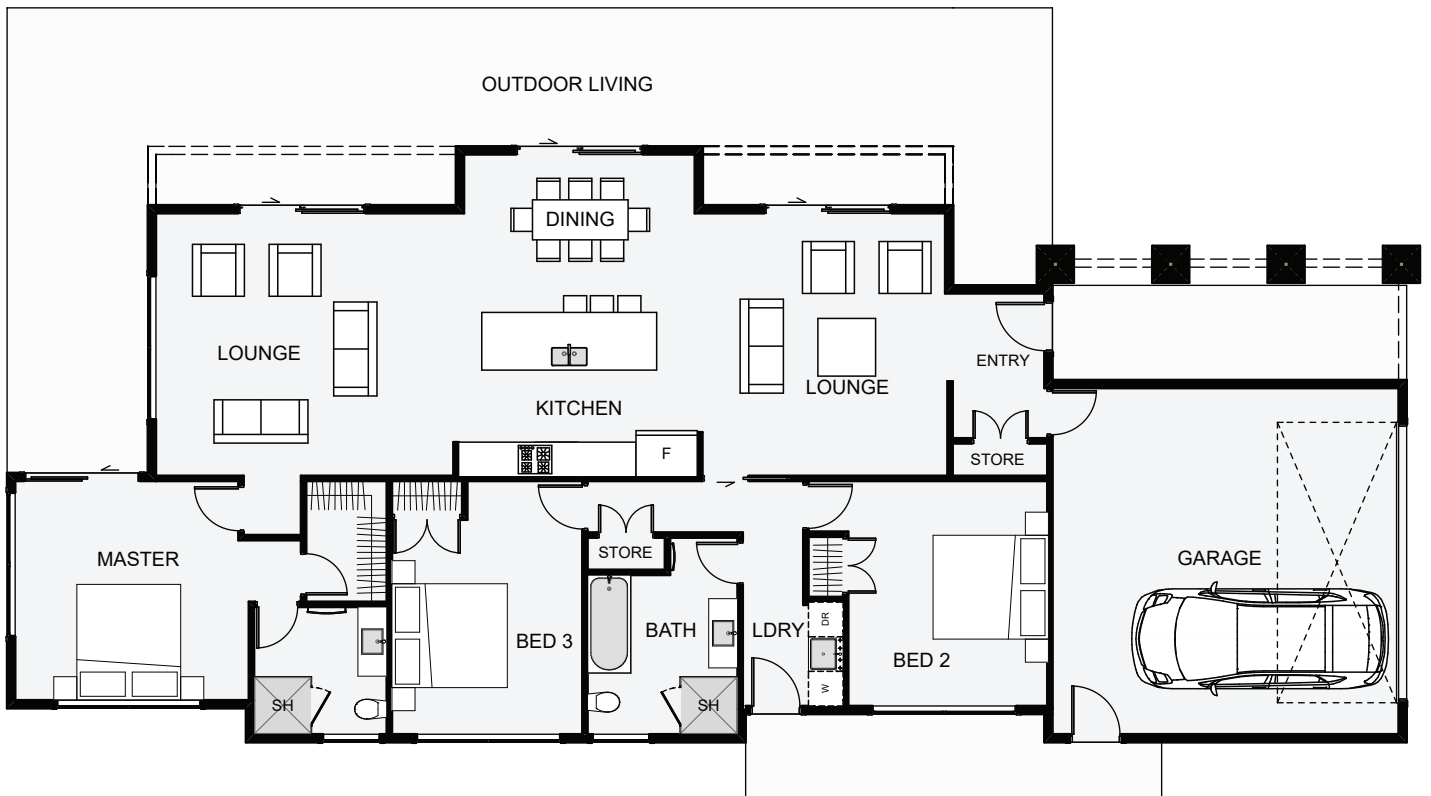 OUTDOOR LIVING
DINING
LOUNGE
ENTRY
LOUNGE
KITCHEN
F
STORE
STORE
MASTER
GARAGE
DR
BED 3
BATH
LDRY
BED 2
W
SH
SH